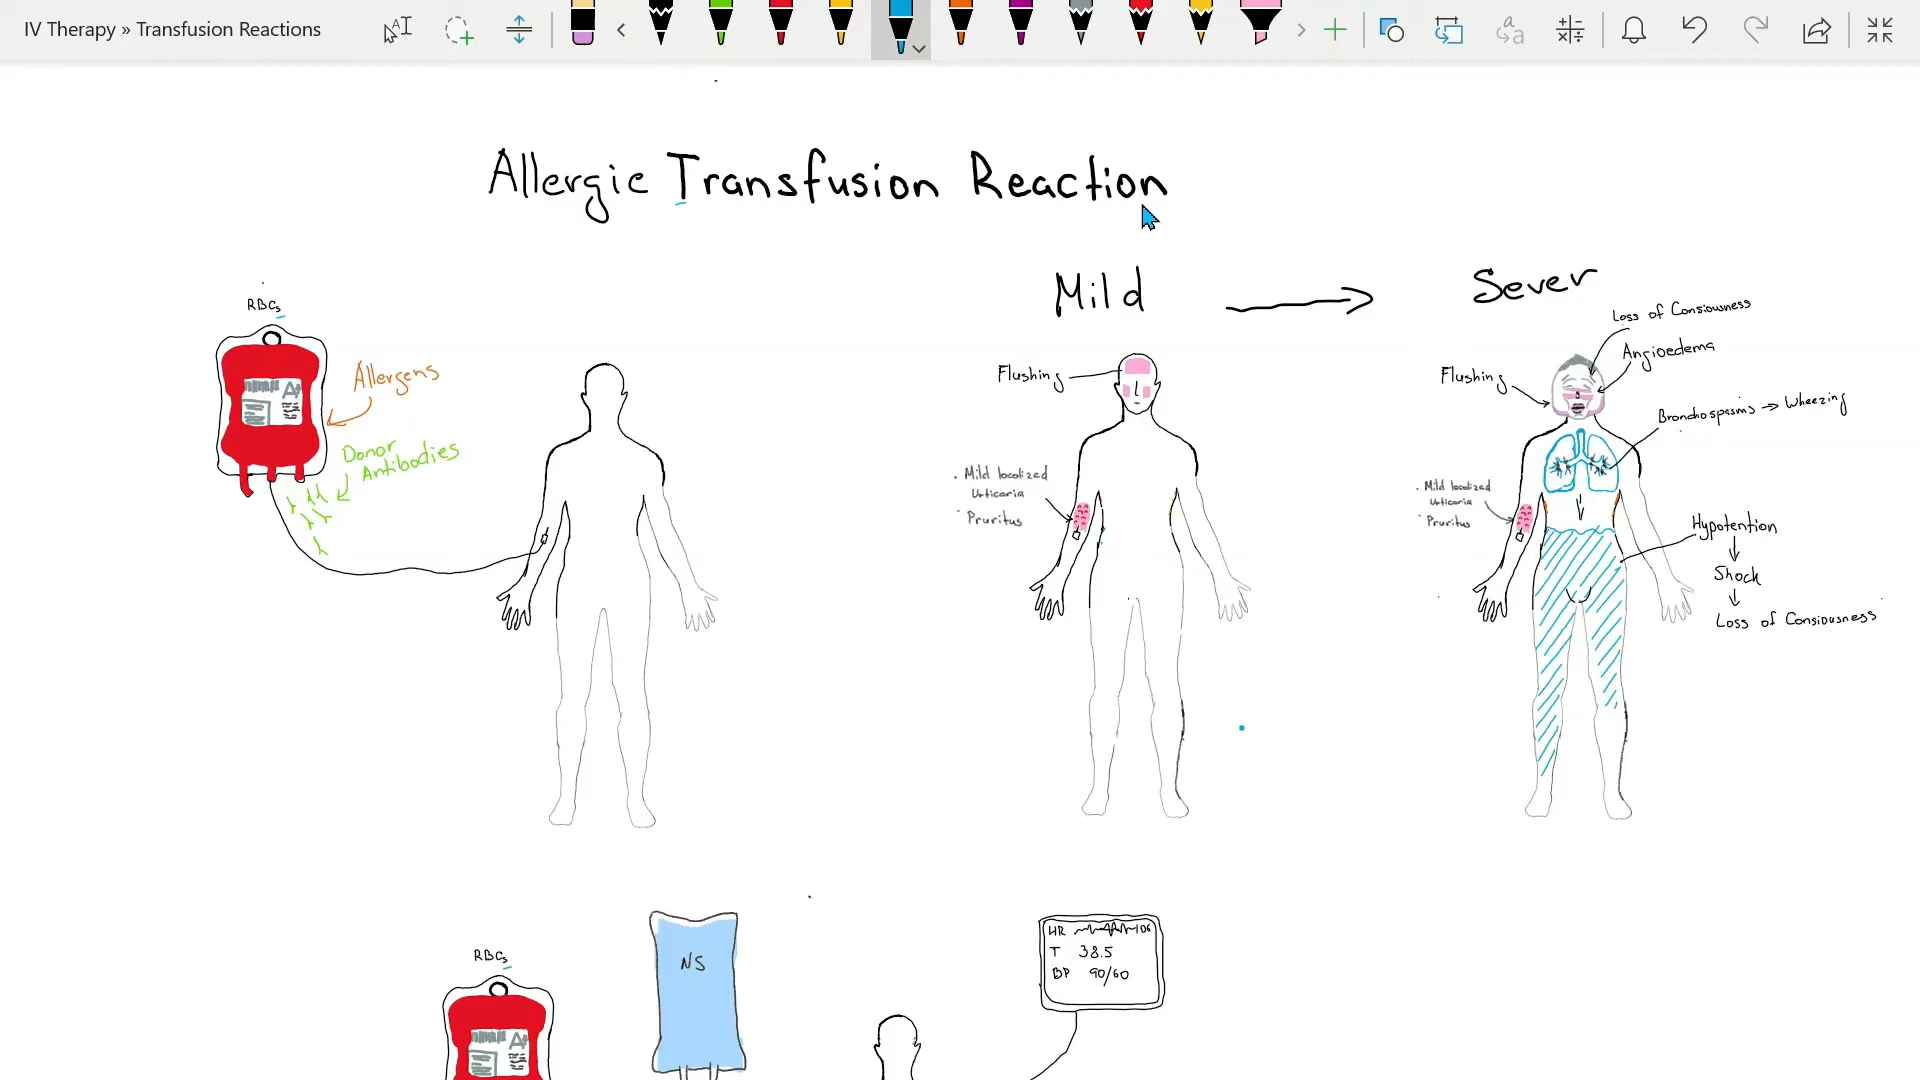 IV Therapy » Transfusion Reactions
Allergic Transfusion Reaction
Mild
Sever
RBCs
A+
Allergens
Donor
Antibodies
Flushing
• Mild localized
Urticaria
• Pruritus
Loss of Consiousness
Angioedema
Flushing
Bronchospasms → Wheezing
• Mild localized
Urticaria
• Pruritus
Hypotention
Shock
Loss of Consiousness
RBCs
A+
NS
HR 106
T 38.5
BP 90/60